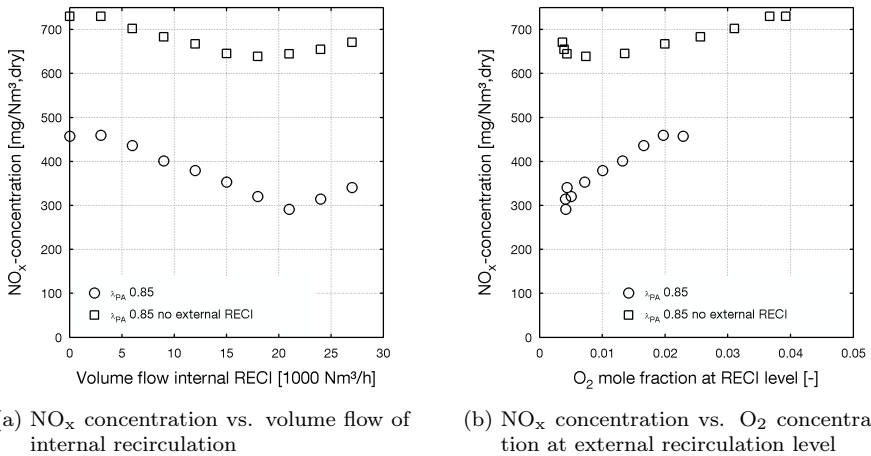 NOx-concentration [mg/Nm³,dry]
700
600
500
400
300
200
100
0
λPA 0.85
λPA 0.85 no external RECI
0 5 10 15 20 25 30
Volume flow internal RECI [1000 Nm³/h]
a) NOx concentration vs. volume flow of
internal recirculation
NOx-concentration [mg/Nm³,dry]
700
600
500
400
300
200
100
0
λPA 0.85
λPA 0.85 no external RECI
0 0.01 0.02 0.03 0.04 0.05
O2 mole fraction at RECI level [-]
(b) NOx concentration vs. O2 concentra
tion at external recirculation level